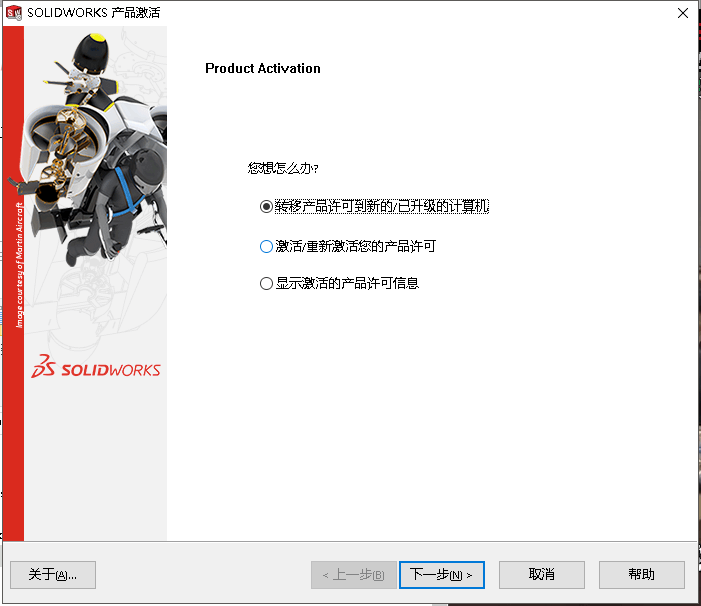 SOLIDWORKS 产品激活
Product Activation
您想怎么办?
转移产品许可到新的/已升级的计算机
激活/重新激活您的产品许可
显示激活的产品许可信息
Image courtesy of Martin Aircraft
SOLIDWORKS
关于(A)...
< 上一步(B)
下一步(N) >
取消
帮助